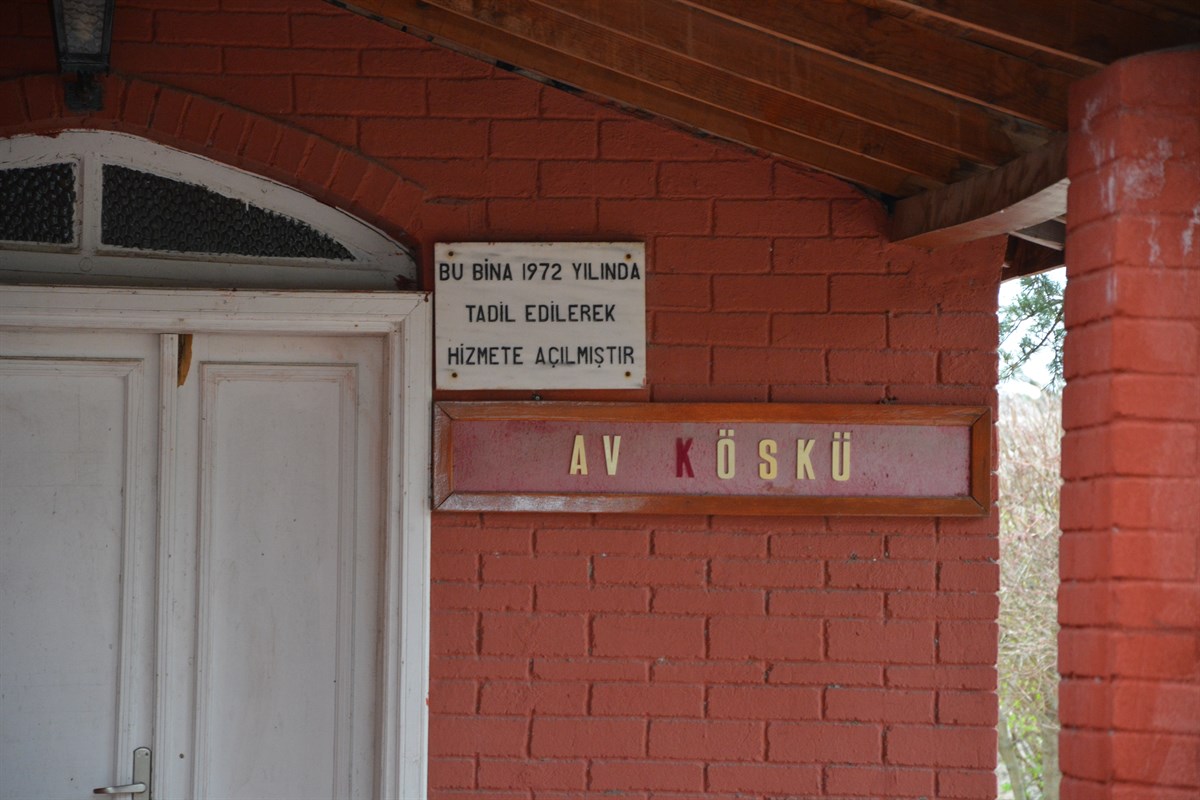 BU BİNA 1972 YILINDA
TADİL EDİLEREK
HİZMETE AÇILMIŞTIR
AV KÖSKÜ